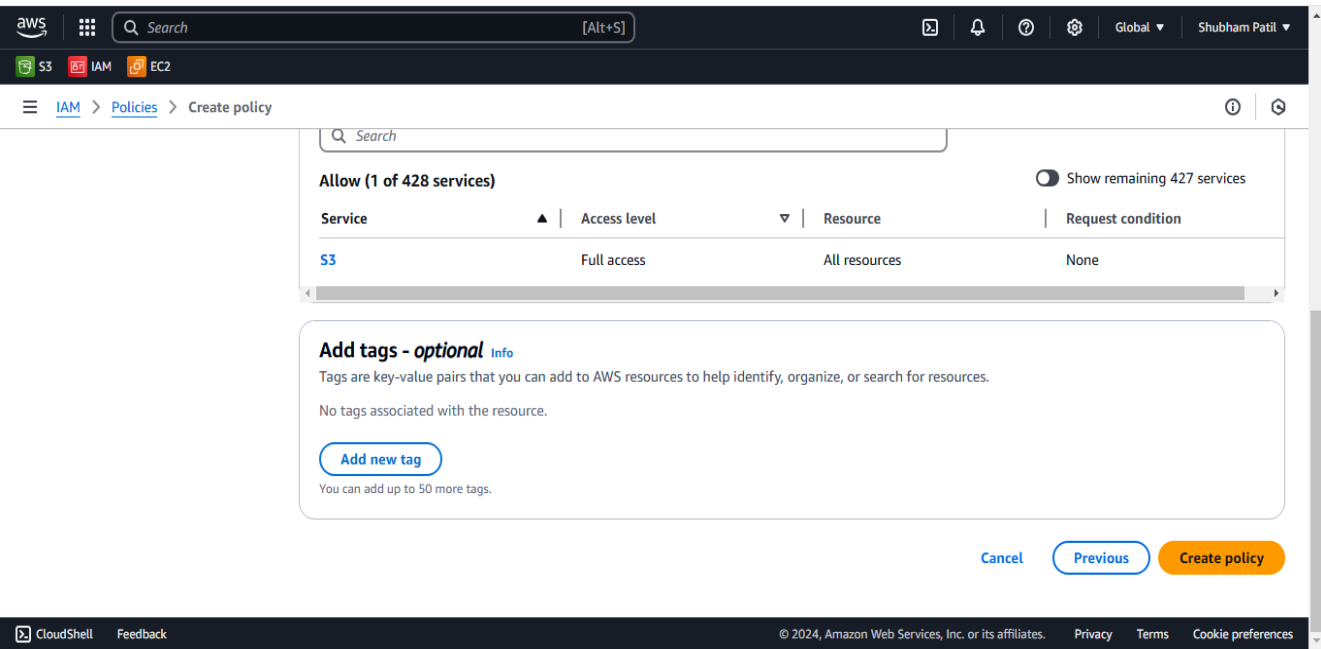 aws Search [Alt+S] Global ▼ Shubham Patil ▼
S3 IAM EC2
IAM > Policies > Create policy
Search
Allow (1 of 428 services) Show remaining 427 services
Service Access level Resource Request condition
S3 Full access All resources None
Add tags - optional Info
Tags are key-value pairs that you can add to AWS resources to help identify, organize, or search for resources.
No tags associated with the resource.
Add new tag
You can add up to 50 more tags.
Cancel Previous Create policy
CloudShell Feedback © 2024, Amazon Web Services, Inc. or its affiliates. Privacy Terms Cookie preferences